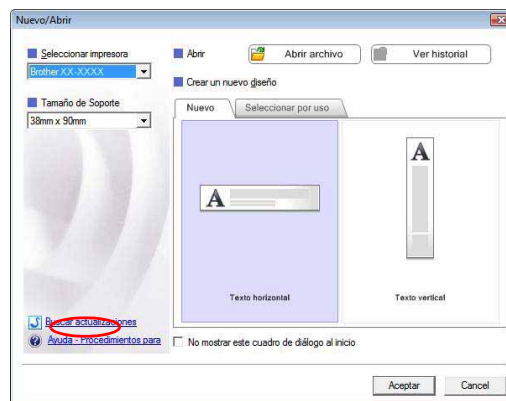 Nuevo/Abrir
Seleccionar impresora
Brother XX-XXXX
Tamaño de Soporte
38mm x 90mm
Abrir
Abrir archivo
Ver historial
Crear un nuevo diseño
Nuevo
Seleccionar por uso
A
Texto horizontal
A
Texto vertical
Buscar actualizaciones
Ayuda - Procedimientos para
No mostrar este cuadro de diálogo al inicio
Aceptar
Cancel